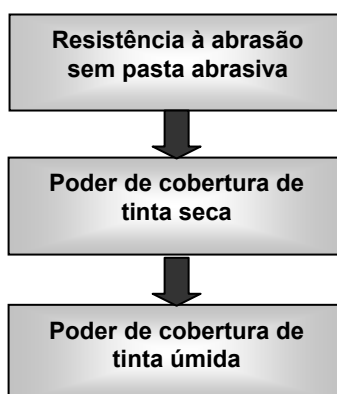 Resistência à abrasão
sem pasta abrasiva
Poder de cobertura de
tinta seca
Poder de cobertura de
tinta úmida